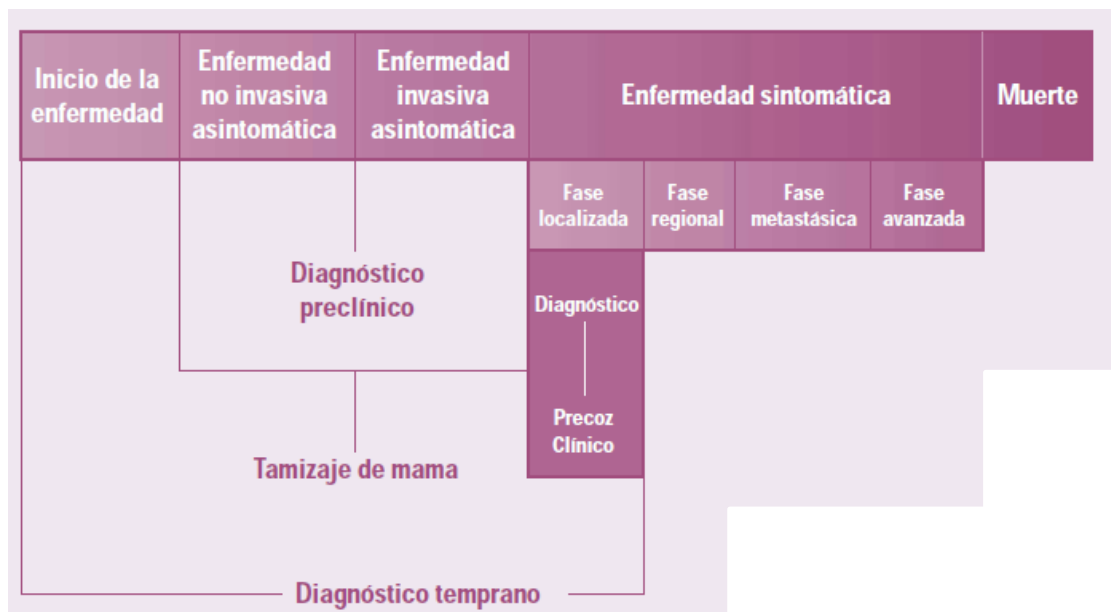 Inicio de la
enfermedad
Enfermedad
no invasiva
asintomática
Enfermedad
invasiva
asintomática
Enfermedad sintomática
Muerte
Fase
localizada
Fase
regional
Fase
metastásica
Fase
avanzada
Diagnóstico
preclínico
Diagnóstico
Precoz
Clínico
Tamizaje de mama
Diagnóstico temprano